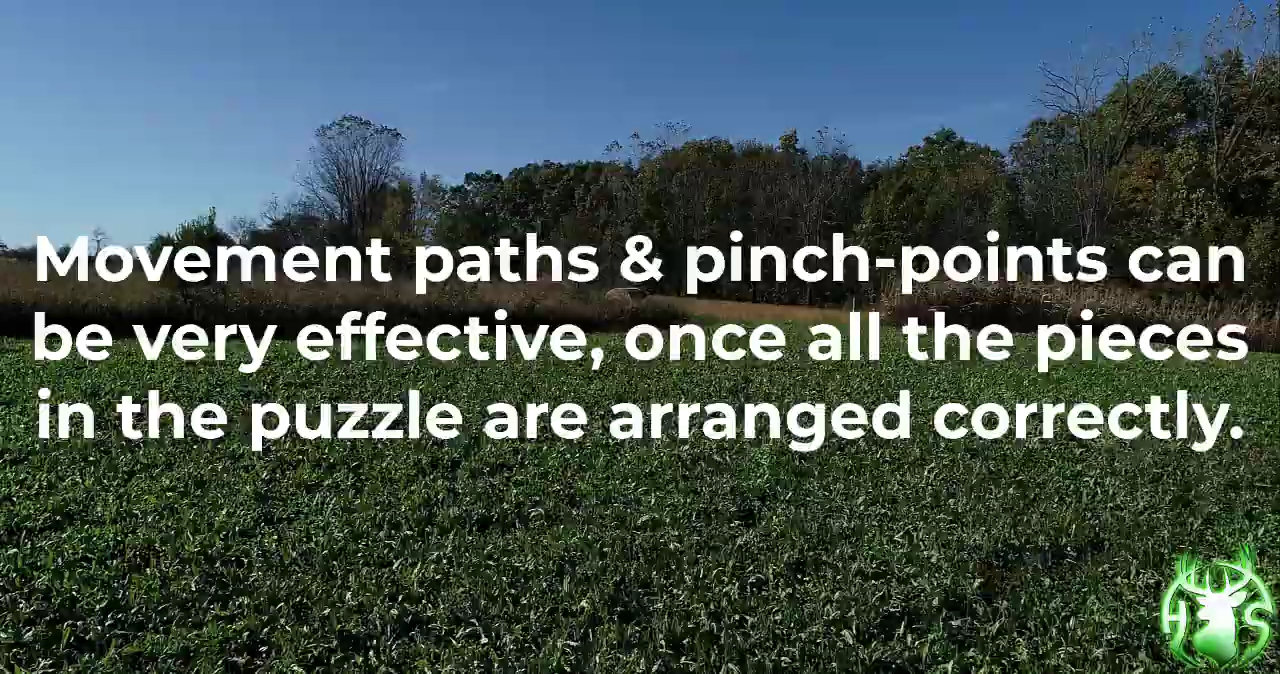 Movement paths & pinch-points can
be very effective, once all the pieces
in the puzzle are arranged correctly.
H S